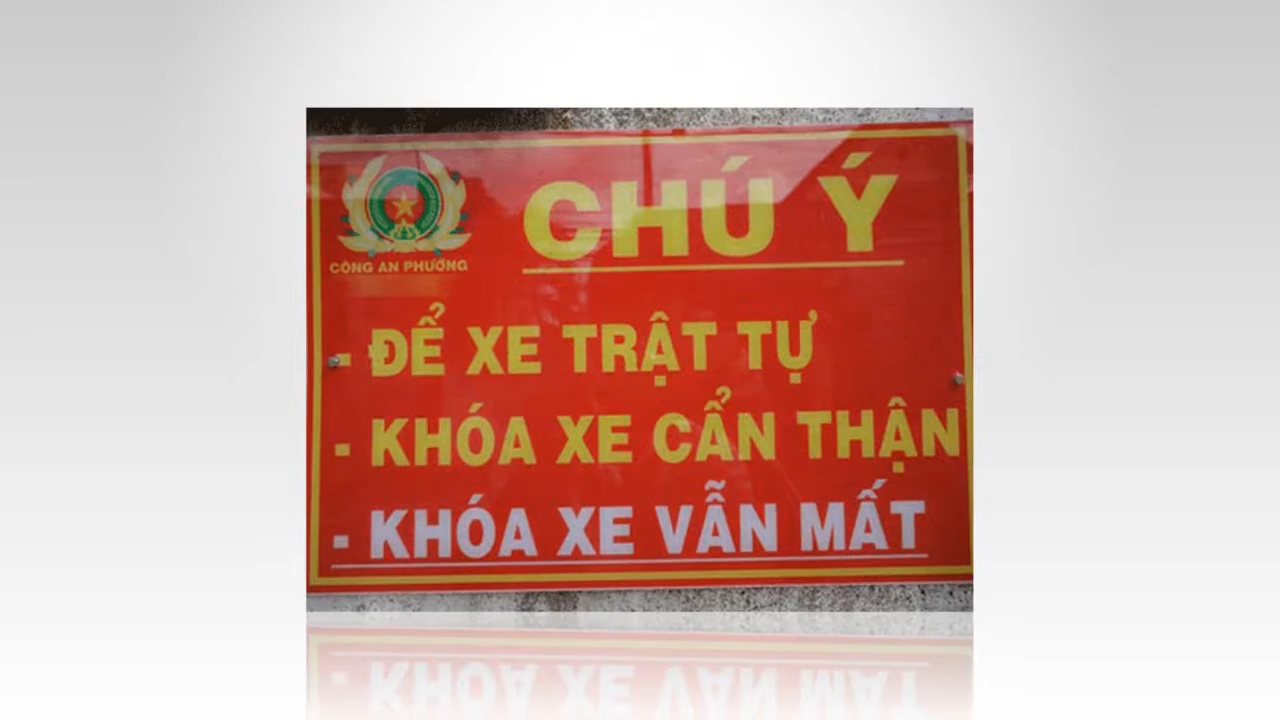 CHÚ Ý
CÔNG AN PHƯỜNG
- ĐỂ XE TRẬT TỰ
- KHÓA XE CẨN THẬN
- KHÓA XE VẪN MẤT